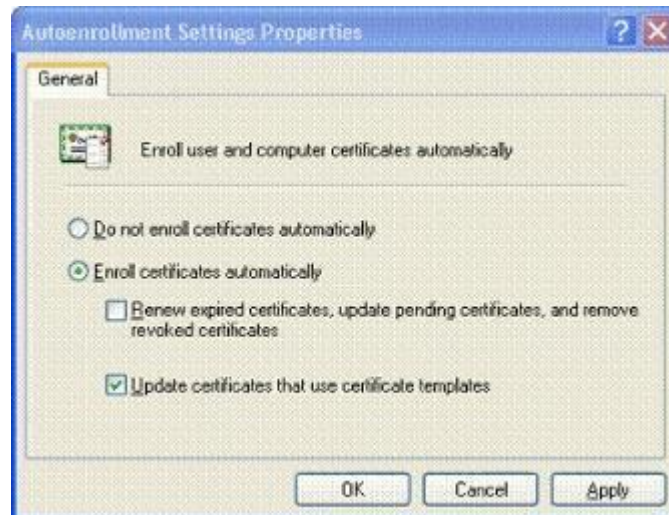 Autoenrollment Settings Properties
General
Enroll user and computer certificates automatically
Do not enroll certificates automatically
Enroll certificates automatically
Renew expired certificates, update pending certificates, and remove
revoked certificates
Update certificates that use certificate templates
OK Cancel Apply